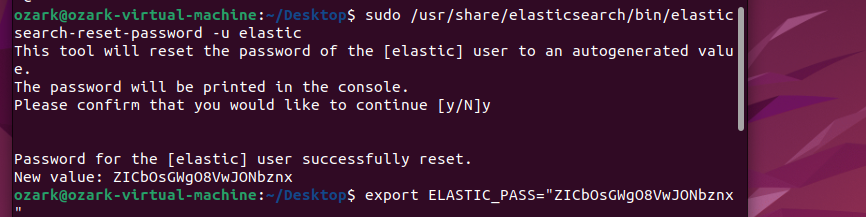 ozark@ozark-virtual-machine:~/Desktop$ sudo /usr/share/elasticsearch/bin/elastic
search-reset-password -u elastic
This tool will reset the password of the [elastic] user to an autogenerated valu
e.
The password will be printed in the console.
Please confirm that you would like to continue [y/N]y
Password for the [elastic] user successfully reset.
New value: ZICbOsGWgO8VwJONbznx
ozark@ozark-virtual-machine:~/Desktop$ export ELASTIC_PASS="ZICbOsGWgO8VwJONbznx
"